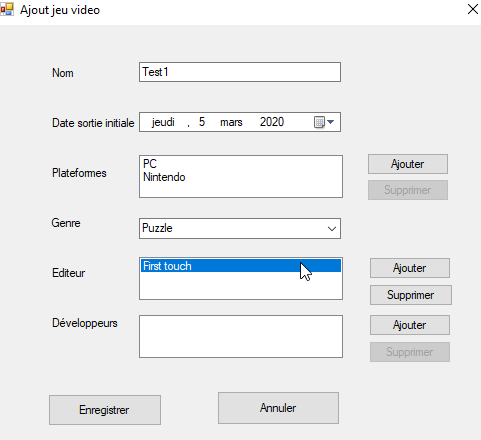 Ajout jeu video
Nom Test1
Date sortie initiale jeudi , 5 mars 2020
Plateformes PC Ajouter
Nintendo Supprimer
Genre Puzzle
Editeur First touch Ajouter
Supprimer
Développeurs Ajouter
Supprimer
Enregistrer Annuler